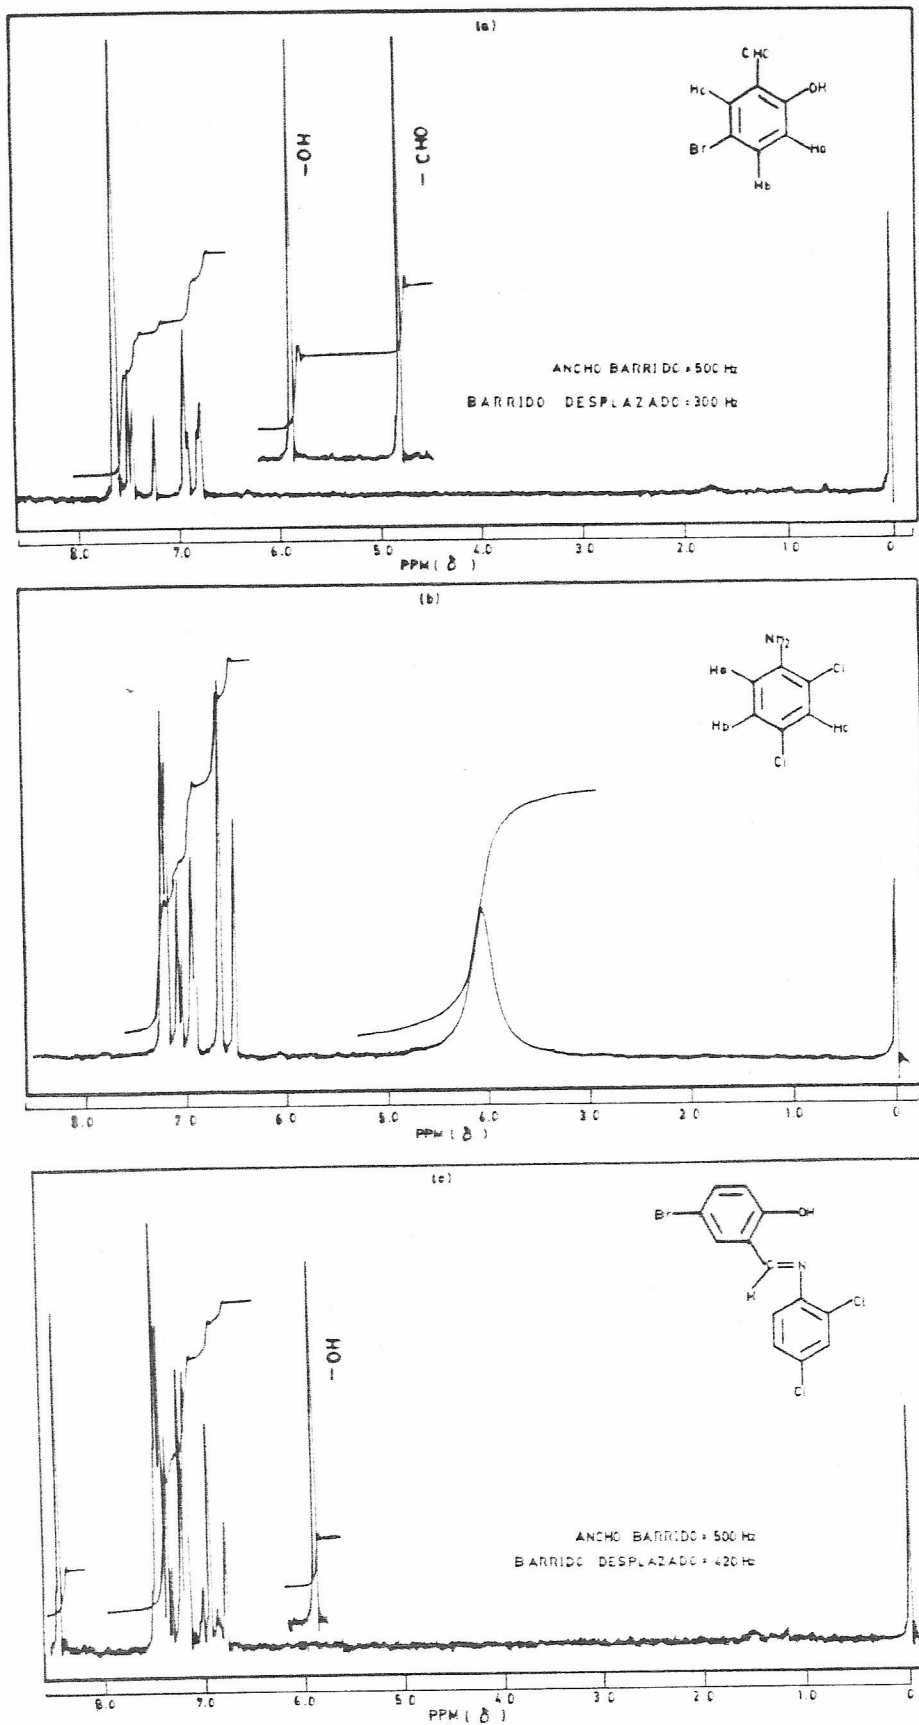 (a)
CHO
Hc
OH
Br
Ha
Hb
-OH
-CHO
ANCHO BARRIDO = 500 Hz
BARRIDO DESPLAZADO = 300 Hz
8.0 7.0 6.0 5.0 4.0 3.0 2.0 1.0 0
PPM ( δ )
(b)
NH2
Ha
Cl
Hb
Hc
Cl
8.0 7.0 6.0 5.0 4.0 3.0 2.0 1.0 0
PPM ( δ )
(c)
Br
OH
C=N
H
Cl
Cl
-OH
ANCHO BARRIDO = 500 Hz
BARRIDO DESPLAZADO = 420 Hz
8.0 7.0 6.0 5.0 4.0 3.0 2.0 1.0 0
PPM ( δ )